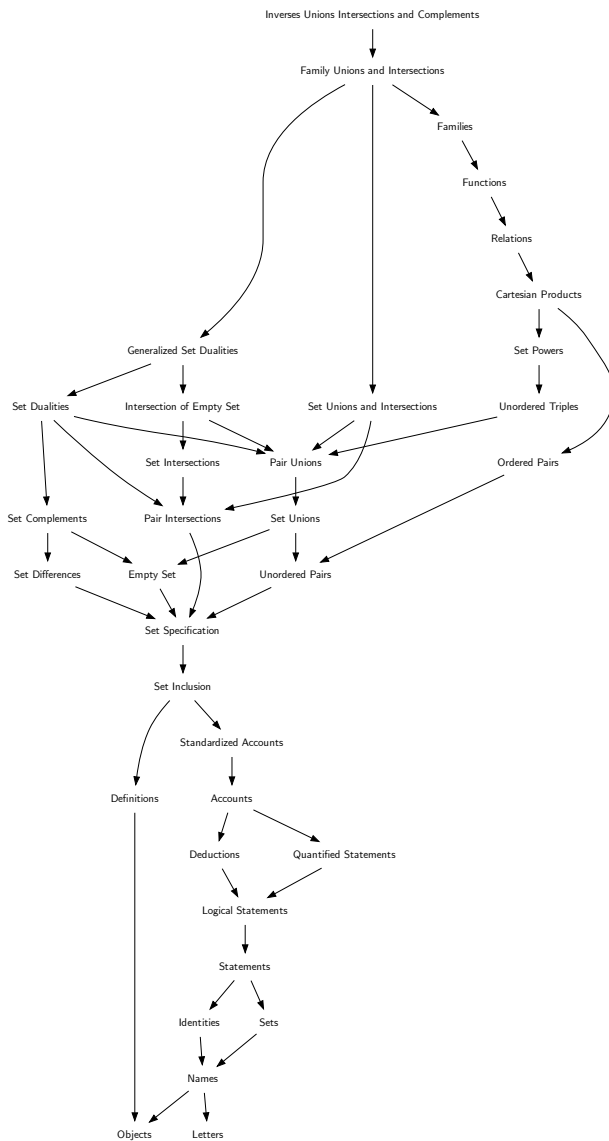 Inverses Unions Intersections and Complements
Family Unions and Intersections
Families
Functions
Relations
Cartesian Products
Generalized Set Dualities
Set Powers
Set Dualities
Intersection of Empty Set
Set Unions and Intersections
Unordered Triples
Set Intersections
Pair Unions
Ordered Pairs
Set Complements
Pair Intersections
Set Unions
Set Differences
Empty Set
Unordered Pairs
Set Specification
Set Inclusion
Standardized Accounts
Definitions
Accounts
Deductions
Quantified Statements
Logical Statements
Statements
Identities
Sets
Names
Objects
Letters